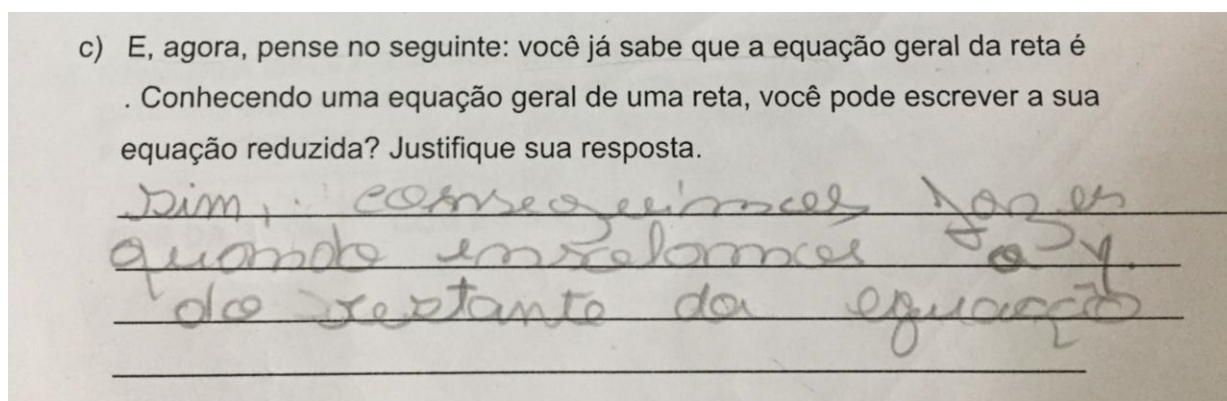 c) E, agora, pense no seguinte: você já sabe que a equação geral da reta é
. Conhecendo uma equação geral de uma reta, você pode escrever a sua
equação reduzida? Justifique sua resposta.
Sim, conseguimos fazer
quando insolamos o y
do restante da equação